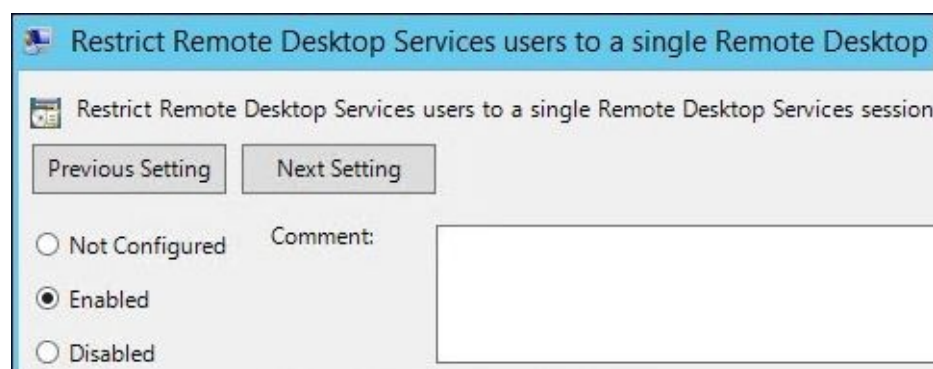 Restrict Remote Desktop Services users to a single Remote Desktop
Restrict Remote Desktop Services users to a single Remote Desktop Services session
Previous Setting Next Setting
Not Configured Comment:
Enabled
Disabled